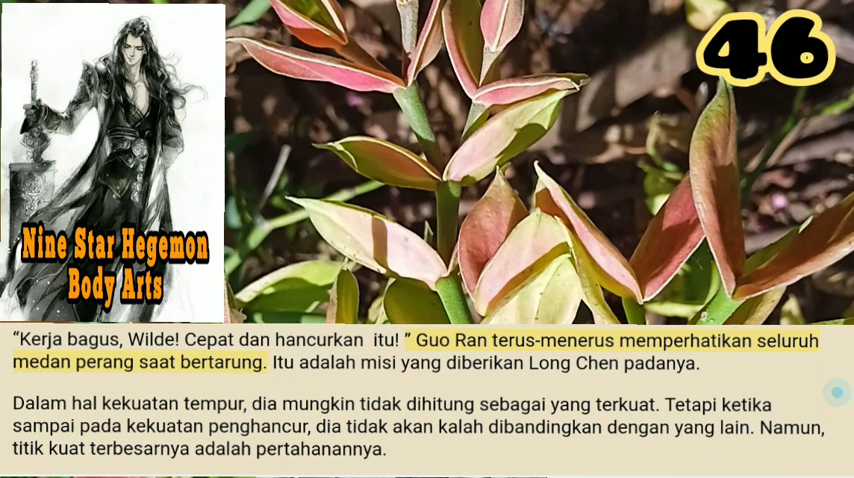 46
Nine Star Hegemon
Body Arts
“Kerja bagus, Wilde! Cepat dan hancurkan  itu! ” Guo Ran terus-menerus memperhatikan seluruh
medan perang saat bertarung. Itu adalah misi yang diberikan Long Chen padanya.
Dalam hal kekuatan tempur, dia mungkin tidak dihitung sebagai yang terkuat. Tetapi ketika
sampai pada kekuatan penghancur, dia tidak akan kalah dibandingkan dengan yang lain. Namun,
titik kuat terbesarnya adalah pertahanannya.